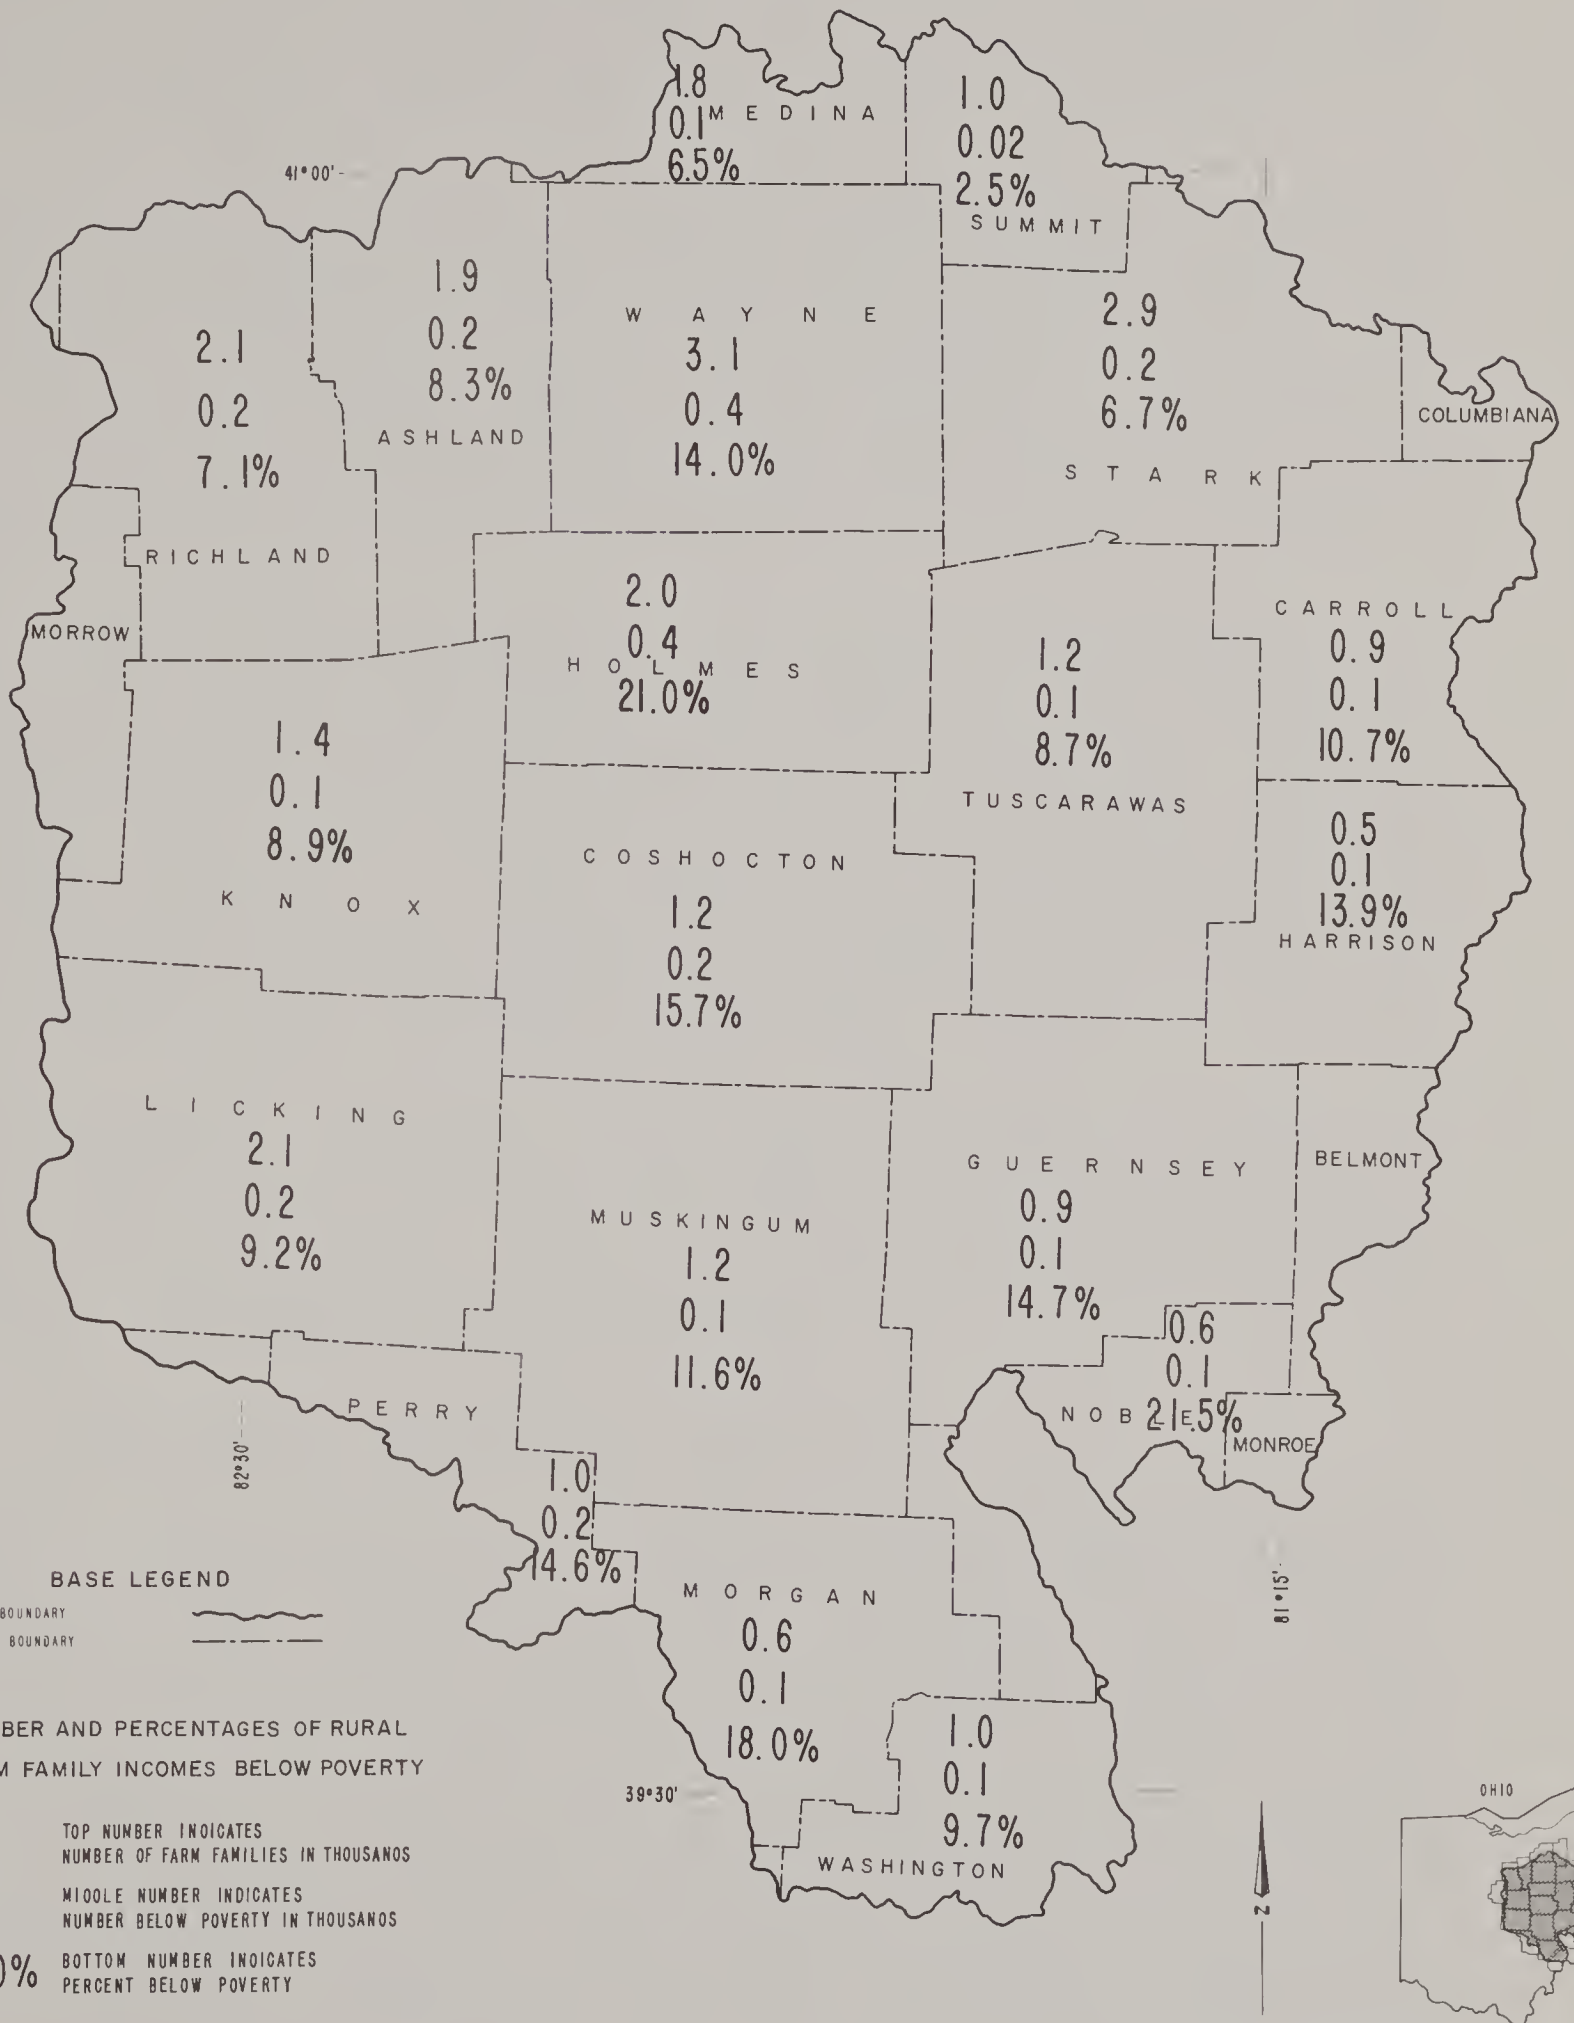 1.8
0.1
6.5%
MEDINA
1.0
0.02
2.5%
SUMMIT
41°00'
2.1
0.2
7.1%
RICHLAND
1.9
0.2
8.3%
ASHLAND
WAYNE
3.1
0.4
14.0%
2.9
0.2
6.7%
STARK
COLUMBIANA
MORROW
2.0
0.4
HOLMES
21.0%
1.2
0.1
8.7%
TUSCARAWAS
CARROLL
0.9
0.1
10.7%
1.4
0.1
8.9%
KNOX
COSHOCTON
1.2
0.2
15.7%
0.5
0.1
13.9%
HARRISON
LICKING
2.1
0.2
9.2%
MUSKINGUM
1.2
0.1
11.6%
GUERNSEY
0.9
0.1
14.7%
BELMONT
0.6
0.1
21.5%
NOBLE
MONROE
PERRY
1.0
0.2
14.6%
82°30'
MORGAN
0.6
0.1
18.0%
1.0
0.1
9.7%
WASHINGTON
81°15'
39°30'
BASE LEGEND
BOUNDARY
BOUNDARY
BER AND PERCENTAGES OF RURAL
M FAMILY INCOMES BELOW POVERTY
TOP NUMBER INDICATES
NUMBER OF FARM FAMILIES IN THOUSANDS
MIDDLE NUMBER INDICATES
NUMBER BELOW POVERTY IN THOUSANDS
0% BOTTOM NUMBER INDICATES
PERCENT BELOW POVERTY
N
OHIO